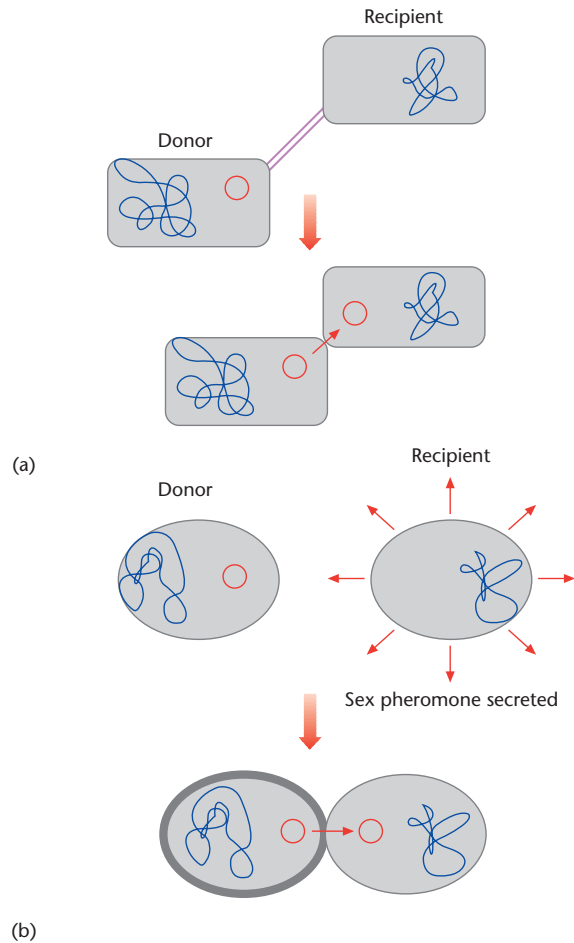 Recipient
Donor
(a)
Recipient
Donor
Sex pheromone secreted
(b)